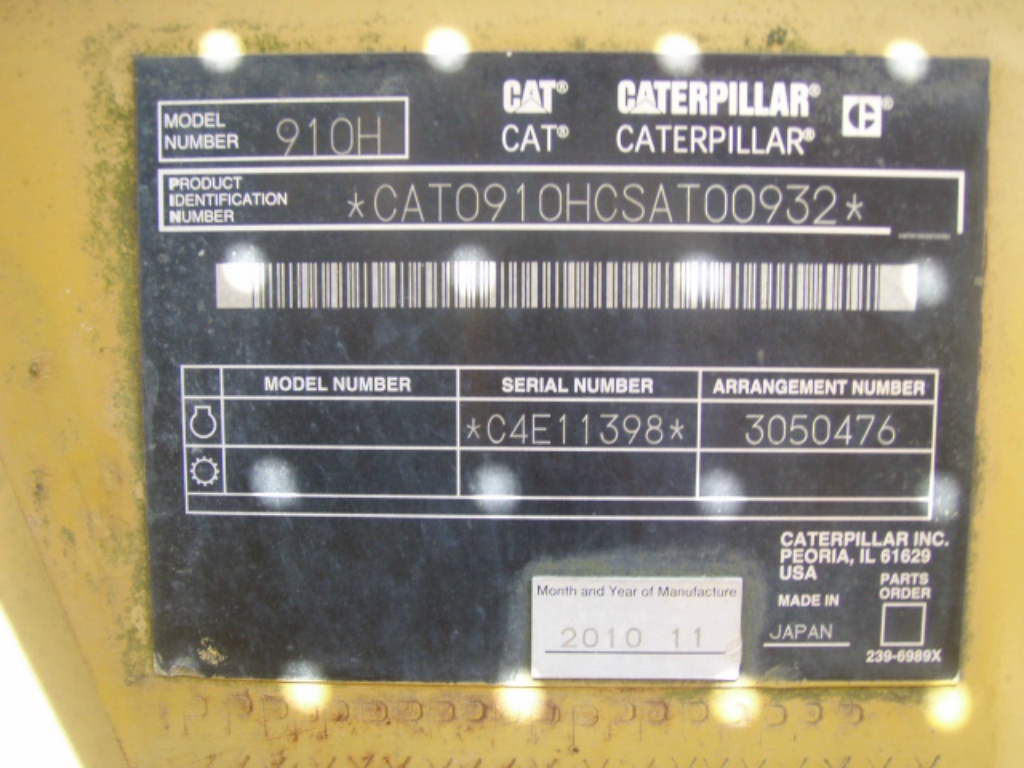 CAT® CATERPILLAR®
CAT® CATERPILLAR®
MODEL
NUMBER 910H
PRODUCT
IDENTIFICATION
NUMBER *CAT0910HCSAT00932*
MODEL NUMBER SERIAL NUMBER ARRANGEMENT NUMBER
*C4E11398* 3050476
CATERPILLAR INC.
PEORIA, IL 61629
USA
PARTS
ORDER
MADE IN
JAPAN
239-6989X
Month and Year of Manufacture
2010 11